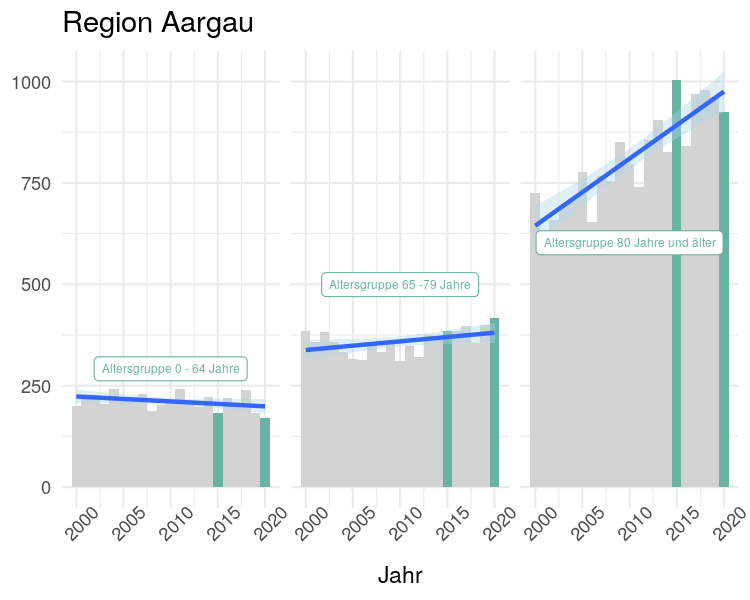 Region Aargau
1000
750
500
250
0
Altersgruppe 0 - 64 Jahre
Altersgruppe 65 -79 Jahre
Altersgruppe 80 Jahre und älter
2000 2005 2010 2015 2020 2000 2005 2010 2015 2020 2000 2005 2010 2015 2020
Jahr